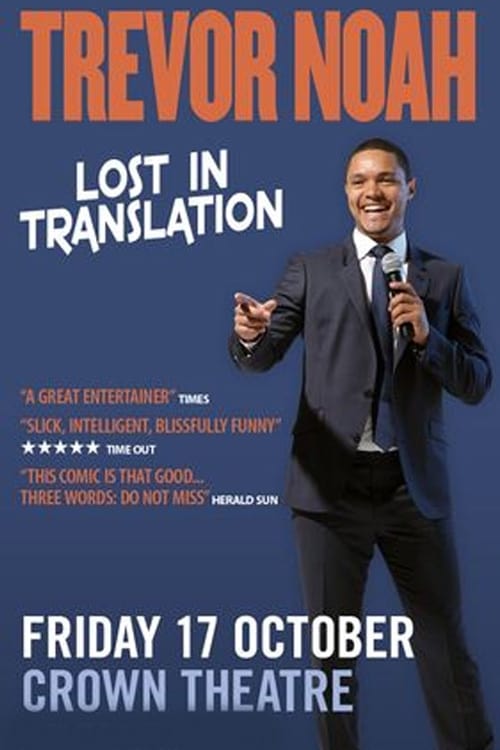 TREVOR NOAH
LOST IN
TRANSLATION
“A GREAT ENTERTAINER” TIMES
“SLICK, INTELLIGENT, BLISSFULLY FUNNY”
★★★★★ TIME OUT
“THIS COMIC IS THAT GOOD...
THREE WORDS: DO NOT MISS” HERALD SUN
FRIDAY 17 OCTOBER
CROWN THEATRE